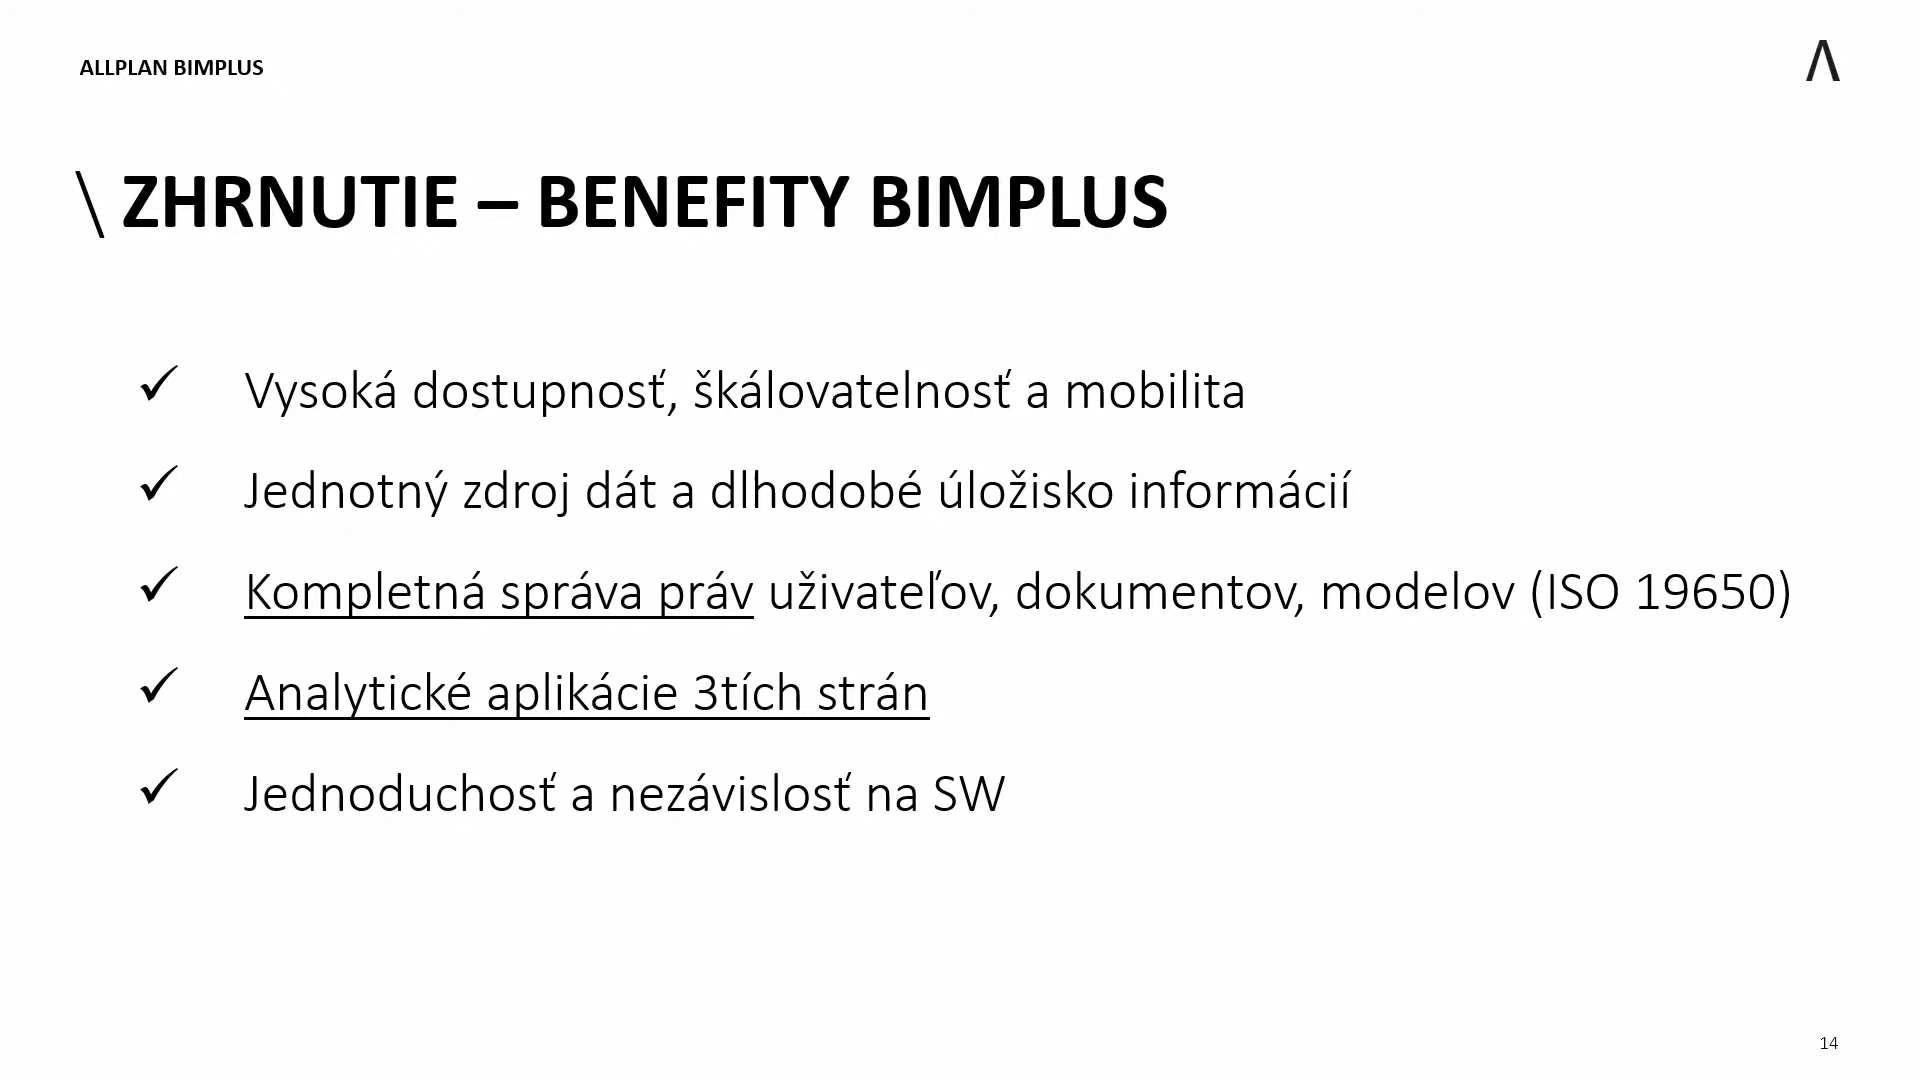 ALLPLAN BIMPLUS
\ ZHRNUTIE – BENEFITY BIMPLUS
✓ Vysoká dostupnosť, škálovatelnosť a mobilita
✓ Jednotný zdroj dát a dlhodobé úložisko informácií
✓ Kompletná správa práv uživateľov, dokumentov, modelov (ISO 19650)
✓ Analytické aplikácie 3tích strán
✓ Jednoduchosť a nezávislosť na SW
14